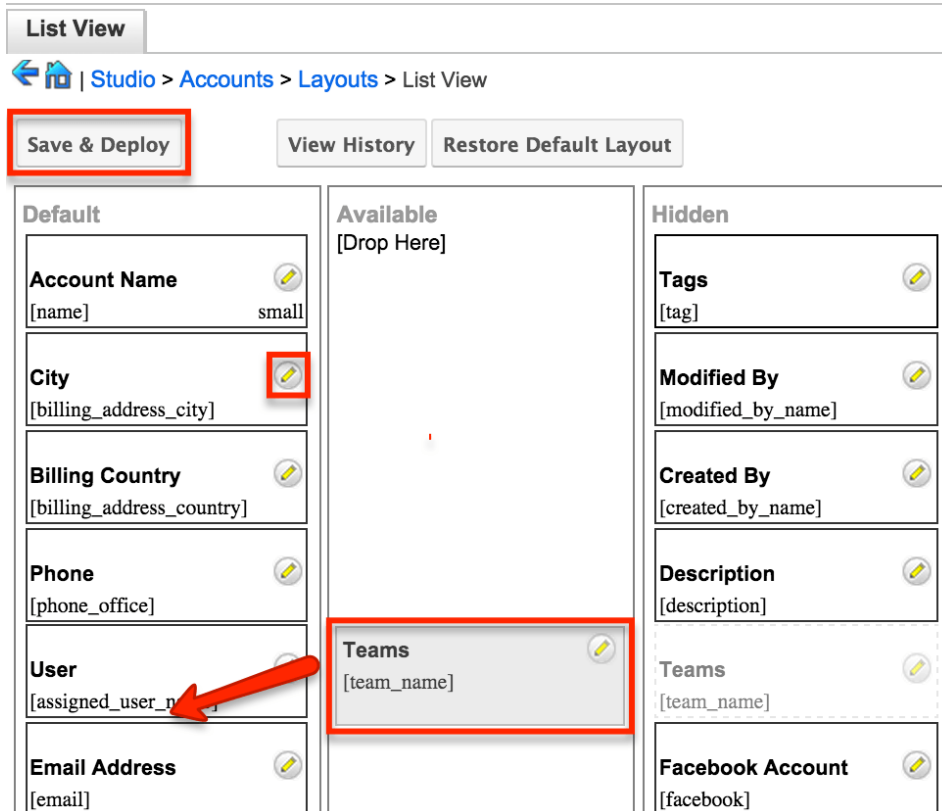 List View
| Studio > Accounts > Layouts > List View
Save & Deploy
View History
Restore Default Layout
Default
Account Name
[name] small
City
[billing_address_city]
Billing Country
[billing_address_country]
Phone
[phone_office]
User
[assigned_user_n
Email Address
[email]
Available
[Drop Here]
Teams
[team_name]
Hidden
Tags
[tag]
Modified By
[modified_by_name]
Created By
[created_by_name]
Description
[description]
Teams
[team_name]
Facebook Account
[facebook]